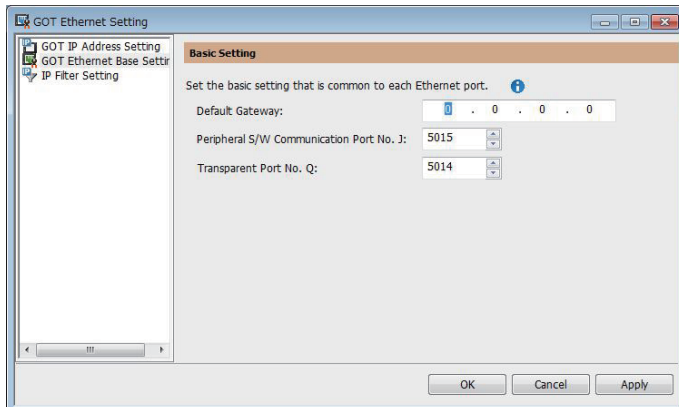 GOT Ethernet Setting
GOT IP Address Setting
GOT Ethernet Base Settir
IP Filter Setting
Basic Setting
Set the basic setting that is common to each Ethernet port.
Default Gateway: 0 . 0 . 0 . 0
Peripheral S/W Communication Port No. J: 5015
Transparent Port No. Q: 5014
OK Cancel Apply